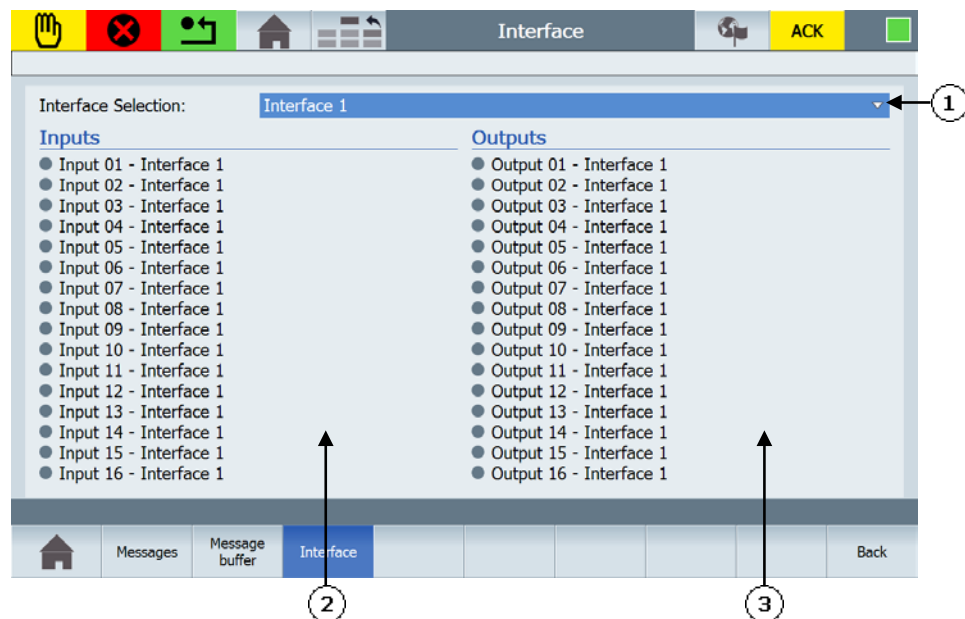 Interface
ACK
Interface Selection:
Interface 1
1
Inputs
Input 01 - Interface 1
Input 02 - Interface 1
Input 03 - Interface 1
Input 04 - Interface 1
Input 05 - Interface 1
Input 06 - Interface 1
Input 07 - Interface 1
Input 08 - Interface 1
Input 09 - Interface 1
Input 10 - Interface 1
Input 11 - Interface 1
Input 12 - Interface 1
Input 13 - Interface 1
Input 14 - Interface 1
Input 15 - Interface 1
Input 16 - Interface 1
Outputs
Output 01 - Interface 1
Output 02 - Interface 1
Output 03 - Interface 1
Output 04 - Interface 1
Output 05 - Interface 1
Output 06 - Interface 1
Output 07 - Interface 1
Output 08 - Interface 1
Output 09 - Interface 1
Output 10 - Interface 1
Output 11 - Interface 1
Output 12 - Interface 1
Output 13 - Interface 1
Output 14 - Interface 1
Output 15 - Interface 1
Output 16 - Interface 1
Messages
Message
buffer
Interface
Back
2
3